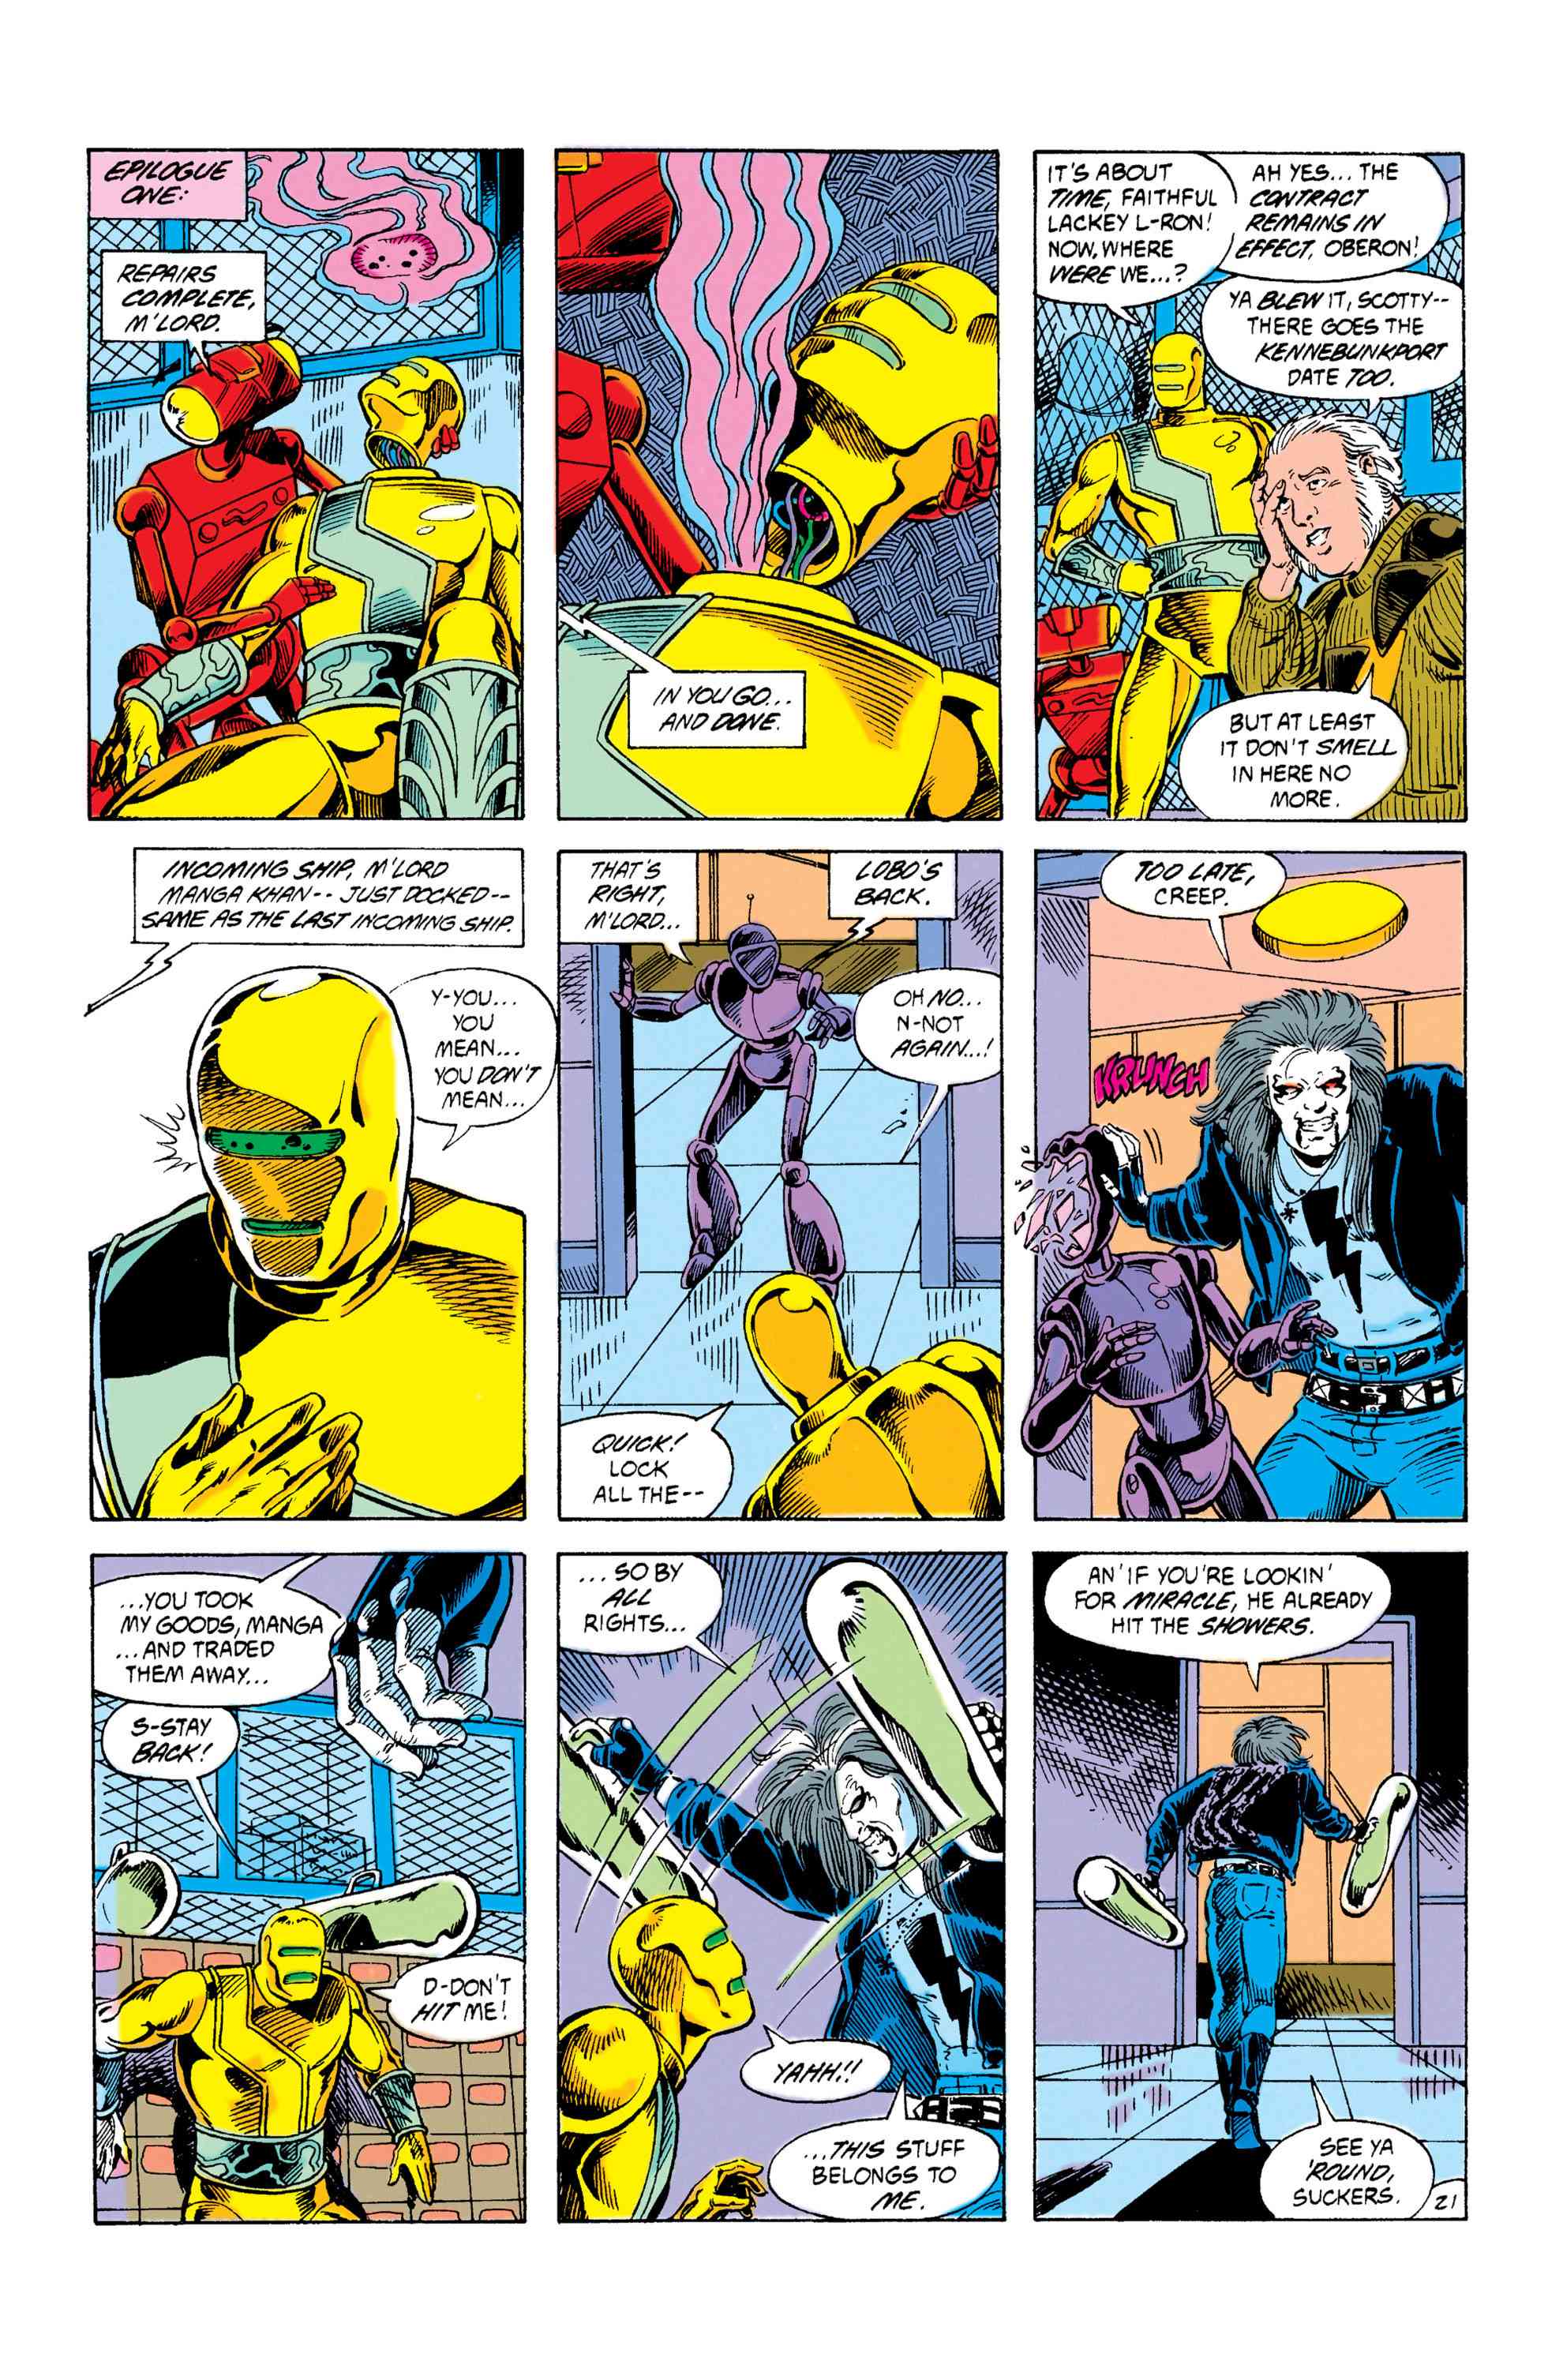 EPILOGUE
ONE:
REPAIRS
COMPLETE,
M'LORD.
IN YOU GO...
AND DONE.
IT'S ABOUT
TIME, FAITHFUL
LACKEY L-RON!
NOW, WHERE
WERE WE...?
AH YES... THE
CONTRACT
REMAINS IN
EFFECT, OBERON!
YA BLEW IT, SCOTTY--
THERE GOES THE
KENNEBUNKPORT
DATE TOO.
BUT AT LEAST
IT DON'T SMELL
IN HERE NO
MORE.
INCOMING SHIP, M'LORD
MANGA KHAN-- JUST DOCKED--
SAME AS THE LAST INCOMING SHIP.
Y-YOU...
YOU
MEAN...
YOU DON'T
MEAN...
THAT'S
RIGHT,
M'LORD...
LOBO'S
BACK.
OH NO...
N-NOT
AGAIN...!
QUICK!
LOCK
ALL THE--
TOO LATE,
CREEP.
KRUNCH
...YOU TOOK
MY GOODS, MANGA
...AND TRADED
THEM AWAY...
S-STAY
BACK!
D-DON'T
HIT ME!
...SO BY
ALL
RIGHTS...
YAHH!!
...THIS STUFF
BELONGS TO
ME.
AN' IF YOU'RE LOOKIN'
FOR MIRACLE, HE ALREADY
HIT THE SHOWERS.
SEE YA
'ROUND,
SUCKERS.
21